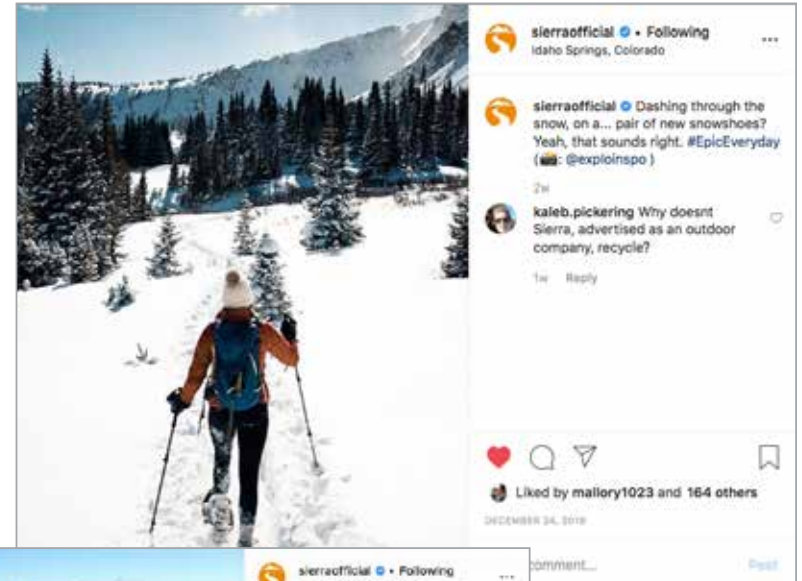 sierraofficial • Following
Idaho Springs, Colorado
sierraofficial Dashing through the
snow, on a... pair of new snowshoes?
Yeah, that sounds right. #EpicEveryday
(📸: @exploinspo )
2w
kaleb.pickering Why doesnt
Sierra, advertised as an outdoor
company, recycle?
1w Reply
Liked by mallory1023 and 164 others
DECEMBER 24, 2019
comment... Post
sierraofficial • Following